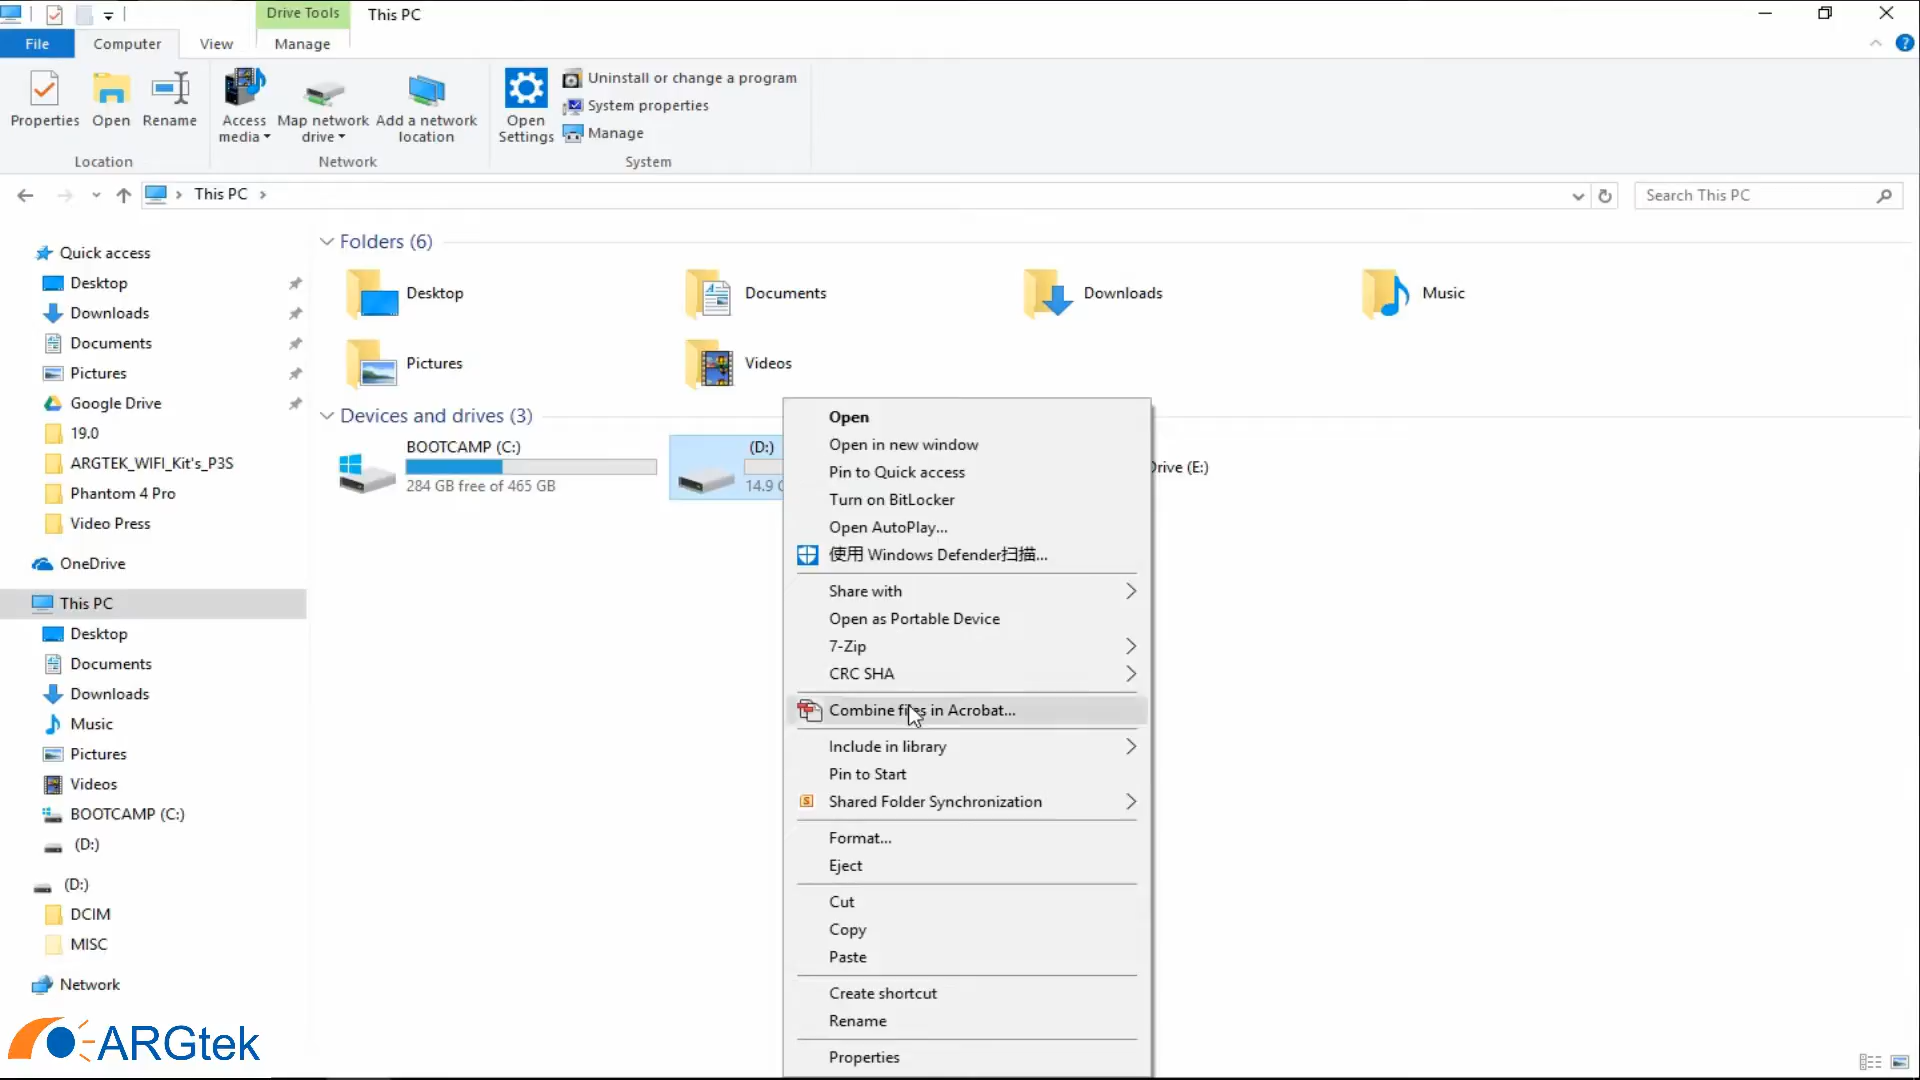 Drive Tools
This PC
File
Computer
View
Manage
Properties
Open
Rename
Access media
Map network drive
Add a network location
Open Settings
Uninstall or change a program
System properties
Manage
Location
Network
System
This PC
Search This PC
Quick access
Desktop
Downloads
Documents
Pictures
Google Drive
19.0
ARGTEK_WIFI_Kit's_P3S
Phantom 4 Pro
Video Press
OneDrive
This PC
Desktop
Documents
Downloads
Music
Pictures
Videos
BOOTCAMP (C:)
(D:)
(D:)
DCIM
MISC
Network
ARGtek
Folders (6)
Desktop
Documents
Downloads
Music
Pictures
Videos
Devices and drives (3)
BOOTCAMP (C:)
284 GB free of 465 GB
(D:)
14.9
Drive (E:)
Open
Open in new window
Pin to Quick access
Turn on BitLocker
Open AutoPlay...
使用 Windows Defender扫描...
Share with
Open as Portable Device
7-Zip
CRC SHA
Combine files in Acrobat...
Include in library
Pin to Start
Shared Folder Synchronization
Format...
Eject
Cut
Copy
Paste
Create shortcut
Rename
Properties